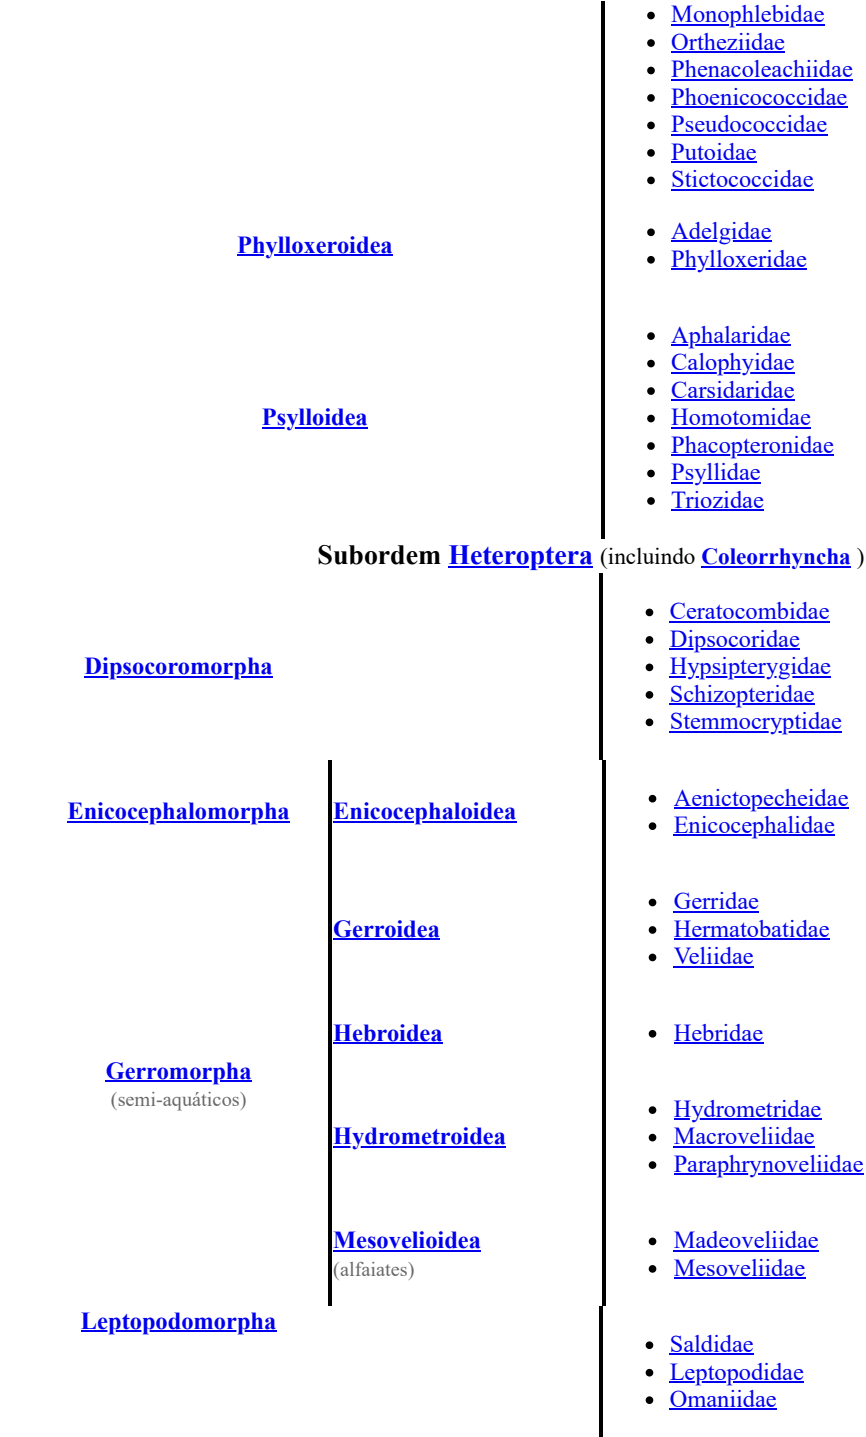 Monophlebidae
Ortheziidae
Phenacoleachiidae
Phoenicococcidae
Pseudococcidae
Putoidae
Stictococcidae
Phylloxeroidea
Adelgidae
Phylloxeridae
Psylloidea
Aphalaridae
Calophyidae
Carsidaridae
Homotomidae
Phacopteronidae
Psyllidae
Triozidae
Subordem Heteroptera (incluindo Coleorrhyncha )
Dipsocoromorpha
Ceratocombidae
Dipsocoridae
Hypsipterygidae
Schizopteridae
Stemmocryptidae
Enicocephalomorpha
Enicocephaloidea
Aenictopecheidae
Enicocephalidae
Gerromorpha
(semi-aquáticos)
Gerroidea
Gerridae
Hermatobatidae
Veliidae
Hebroidea
Hebridae
Hydrometroidea
Hydrometridae
Macroveliidae
Paraphrynoveliidae
Mesovelioidea
(alfaiates)
Madeoveliidae
Mesoveliidae
Leptopodomorpha
Saldidae
Leptopodidae
Omaniidae